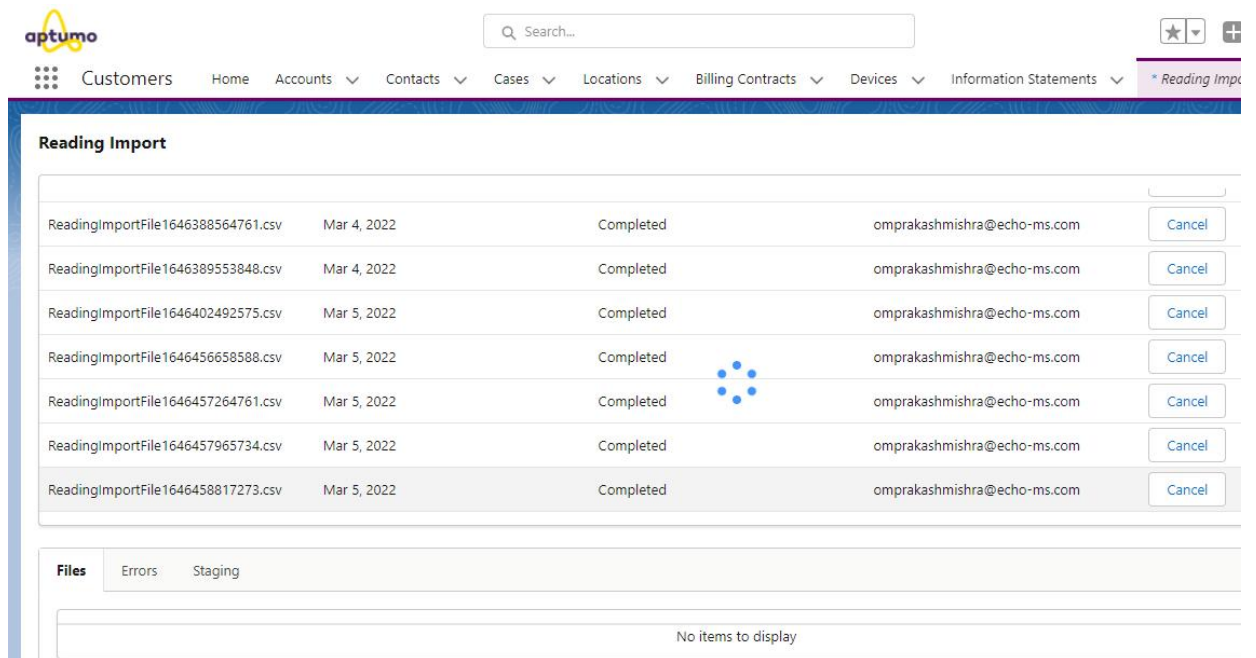 aptumo
Search...
Customers Home Accounts Contacts Cases Locations Billing Contracts Devices Information Statements * Reading Impo
Reading Import
ReadingImportFile1646388564761.csv Mar 4, 2022 Completed omprakashmishra@echo-ms.com Cancel
ReadingImportFile1646389553848.csv Mar 4, 2022 Completed omprakashmishra@echo-ms.com Cancel
ReadingImportFile1646402492575.csv Mar 5, 2022 Completed omprakashmishra@echo-ms.com Cancel
ReadingImportFile1646456658588.csv Mar 5, 2022 Completed omprakashmishra@echo-ms.com Cancel
ReadingImportFile1646457264761.csv Mar 5, 2022 Completed omprakashmishra@echo-ms.com Cancel
ReadingImportFile1646457965734.csv Mar 5, 2022 Completed omprakashmishra@echo-ms.com Cancel
ReadingImportFile1646458817273.csv Mar 5, 2022 Completed omprakashmishra@echo-ms.com Cancel
Files Errors Staging
No items to display